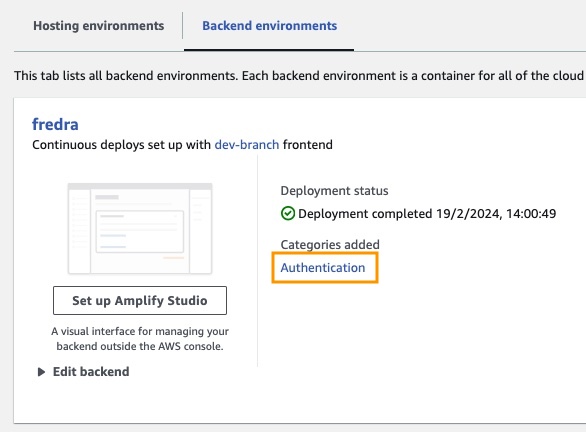 Hosting environments
Backend environments
This tab lists all backend environments. Each backend environment is a container for all of the cloud
fredra
Continuous deploys set up with dev-branch frontend
Set up Amplify Studio
A visual interface for managing your
backend outside the AWS console.
Edit backend
Deployment status
Deployment completed 19/2/2024, 14:00:49
Categories added
Authentication